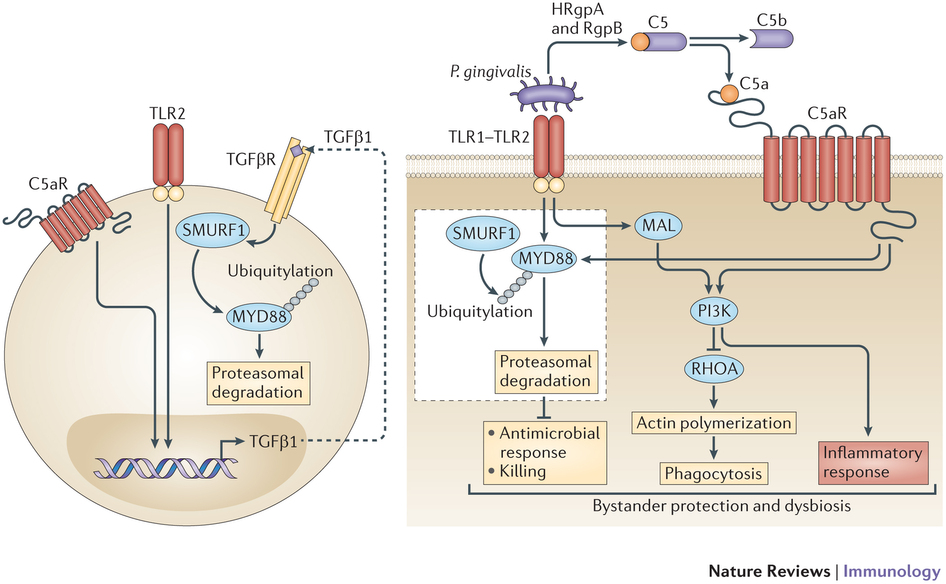 C5aR
TLR2
TGFβR
TGFβ1
SMURF1
Ubiquitylation
MYD88
Proteasomal
degradation
TGFβ1
HRgpA
and RgpB
C5
C5b
P. gingivalis
C5a
TLR1–TLR2
C5aR
SMURF1
MYD88
MAL
Ubiquitylation
PI3K
Proteasomal
degradation
RHOA
• Antimicrobial
response
• Killing
Actin polymerization
Phagocytosis
Inflammatory
response
Bystander protection and dysbiosis
Nature Reviews | Immunology